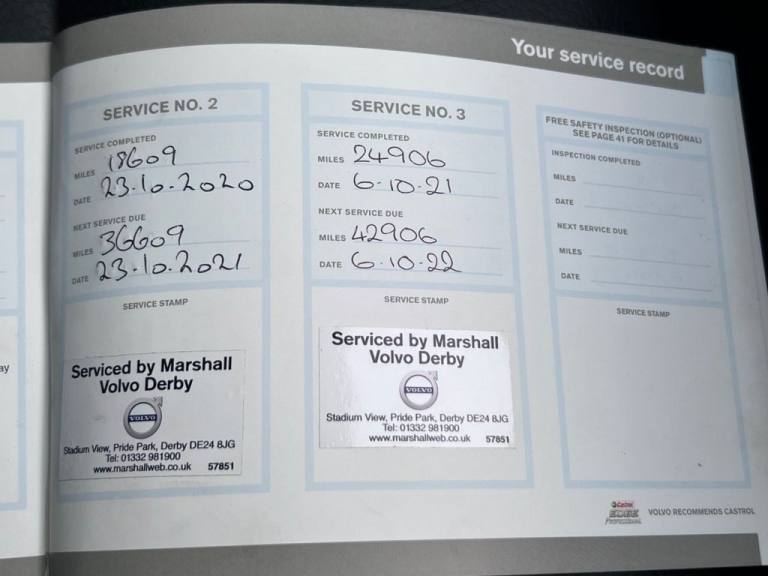 Your service record
SERVICE NO. 2
SERVICE COMPLETED
MILES 18609
DATE 23.10.2020
NEXT SERVICE DUE
MILES 36609
DATE 23.10.2021
SERVICE STAMP
Serviced by Marshall
Volvo Derby
VOLVO
Stadium View, Pride Park, Derby DE24 8JG
Tel: 01332 981900
www.marshallweb.co.uk 57851
SERVICE NO. 3
SERVICE COMPLETED
MILES 24906
DATE 6.10.21
NEXT SERVICE DUE
MILES 42906
DATE 6.10.22
SERVICE STAMP
Serviced by Marshall
Volvo Derby
VOLVO
Stadium View, Pride Park, Derby DE24 8JG
Tel: 01332 981900
www.marshallweb.co.uk 57851
FREE SAFETY INSPECTION (OPTIONAL)
SEE PAGE 41 FOR DETAILS
INSPECTION COMPLETED
MILES
DATE
NEXT SERVICE DUE
MILES
DATE
SERVICE STAMP
Castrol
EDGE
Professional
VOLVO RECOMMENDS CASTROL